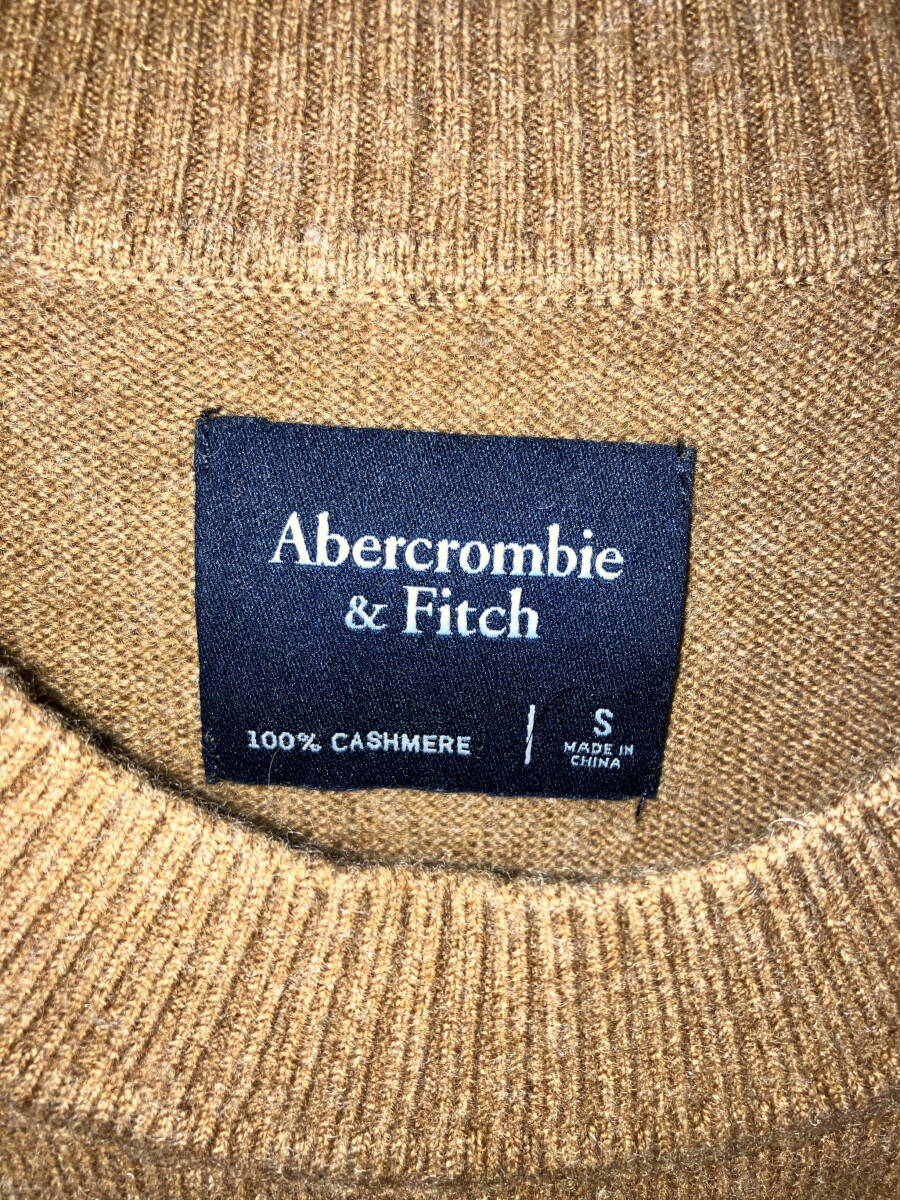 Abercrombie
& Fitch
100% CASHMERE
S
MADE IN
CHINA